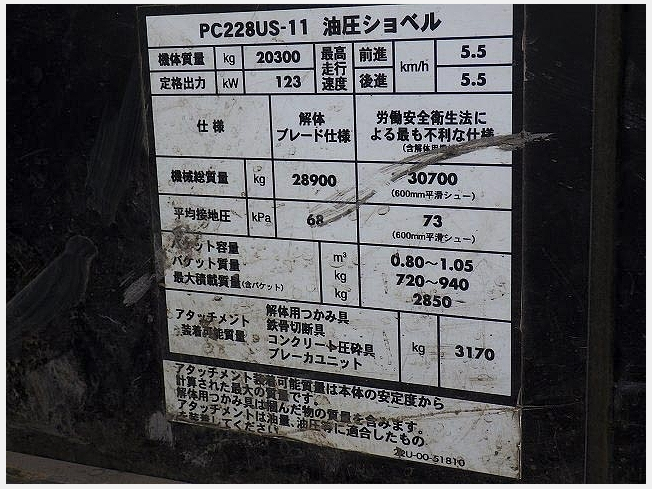 PC228US-11 油圧ショベル
機体質量 kg 20300 最高走行速度 前進 km/h 5.5
定格出力 kW 123 後進 5.5
仕様 解体ブレード仕様 労働安全衛生法による最も不利な仕様
(含解体用
機械総質量 kg 28900 30700
(600mm平滑シュー)
平均接地圧 kPa 68 73
(600mm平滑シュー)
バケット容量 m³ 0.80～1.05
バケット質量 kg 720～940
最大積載質量(含バケット) kg 2850
アタッチメント装着可能質量 解体用つかみ具 kg 3170
鉄骨切断具
コンクリート圧砕具
ブレーカユニット
アタッチメント装着可能質量は本体の安定度から
計算された最大の質量です。
解体用つかみ具は掴んだ物の質量を含みます。
アタッチメントは油量、油圧等に適合したもの
を装着してください
22U-00-51810